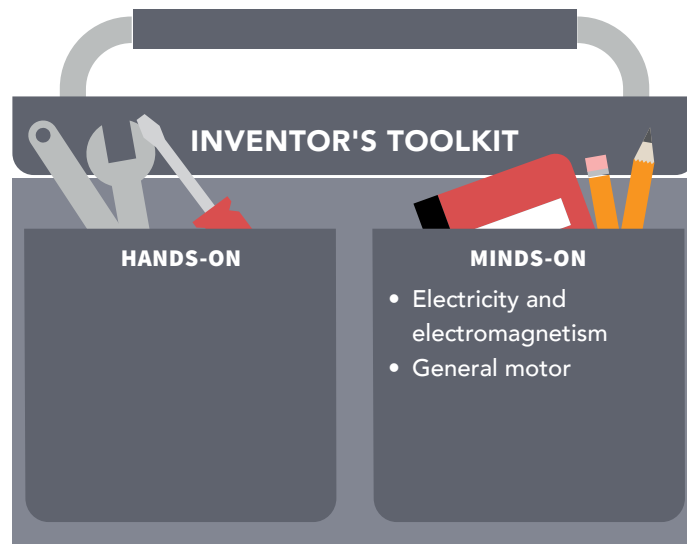 INVENTOR'S TOOLKIT
HANDS-ON
MINDS-ON
• Electricity and
electromagnetism
• General motor